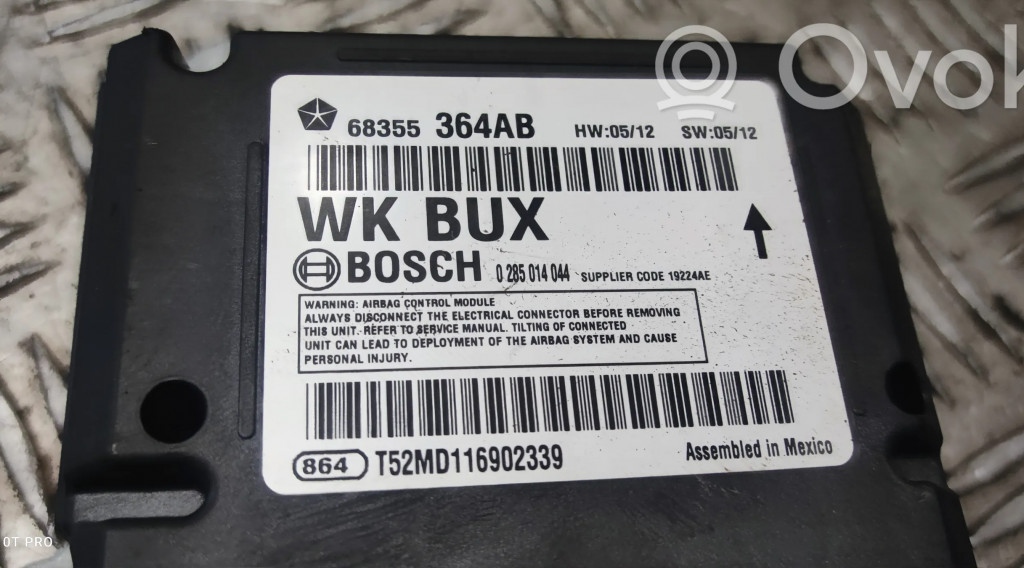 Ovok
68355 364AB HW:05/12 SW:05/12
WK BUX
BOSCH 0 285 014 044 SUPPLIER CODE 19224AE
WARNING: AIRBAG CONTROL MODULE
ALWAYS DISCONNECT THE ELECTRICAL CONNECTOR BEFORE REMOVING
THIS UNIT. REFER TO SERVICE MANUAL. TILTING OF CONNECTED
UNIT CAN LEAD TO DEPLOYMENT OF THE AIRBAG SYSTEM AND CAUSE
PERSONAL INJURY.
864 T52MD116902339 Assembled in Mexico
0T PRO